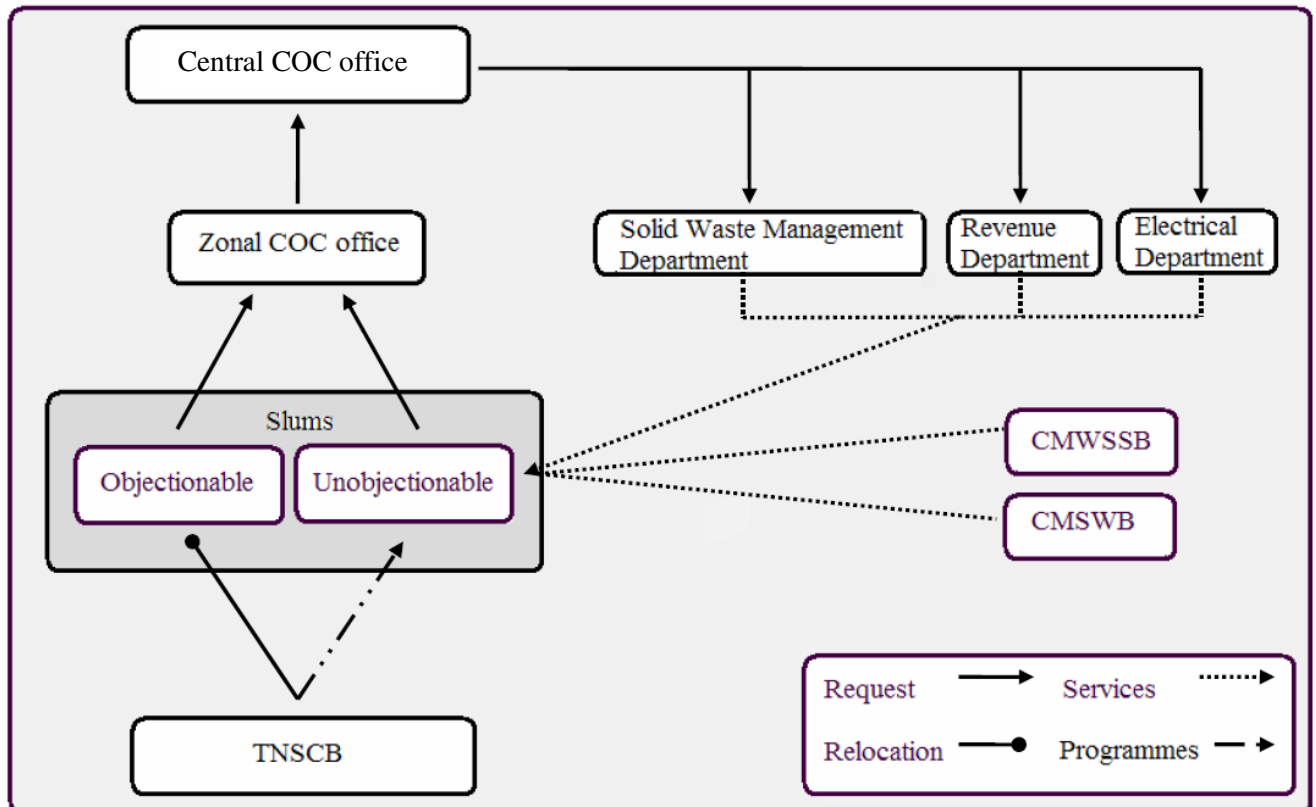 Central COC office
Zonal COC office
Solid Waste Management
Department
Revenue
Department
Electrical
Department
Slums
Objectionable
Unobjectionable
CMWSSB
CMSWB
TNSCB
Request
Services
Relocation
Programmes